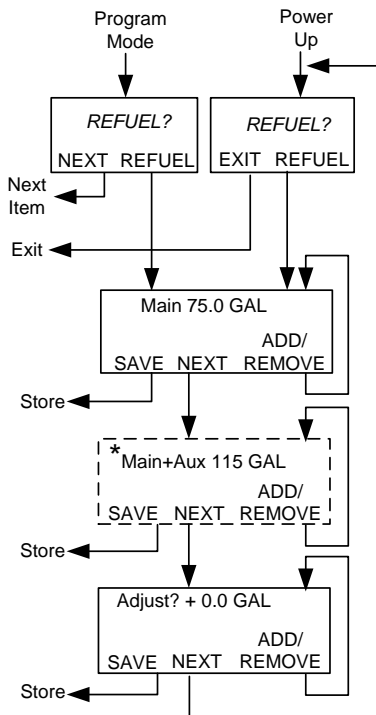 Program
Mode
Power
Up
REFUEL?
NEXT REFUEL
REFUEL?
EXIT REFUEL
Next
Item
Exit
Main 75.0 GAL
ADD/
SAVE NEXT REMOVE
Store
*Main+Aux 115 GAL
ADD/
SAVE NEXT REMOVE
Store
Adjust? + 0.0 GAL
ADD/
SAVE NEXT REMOVE
Store